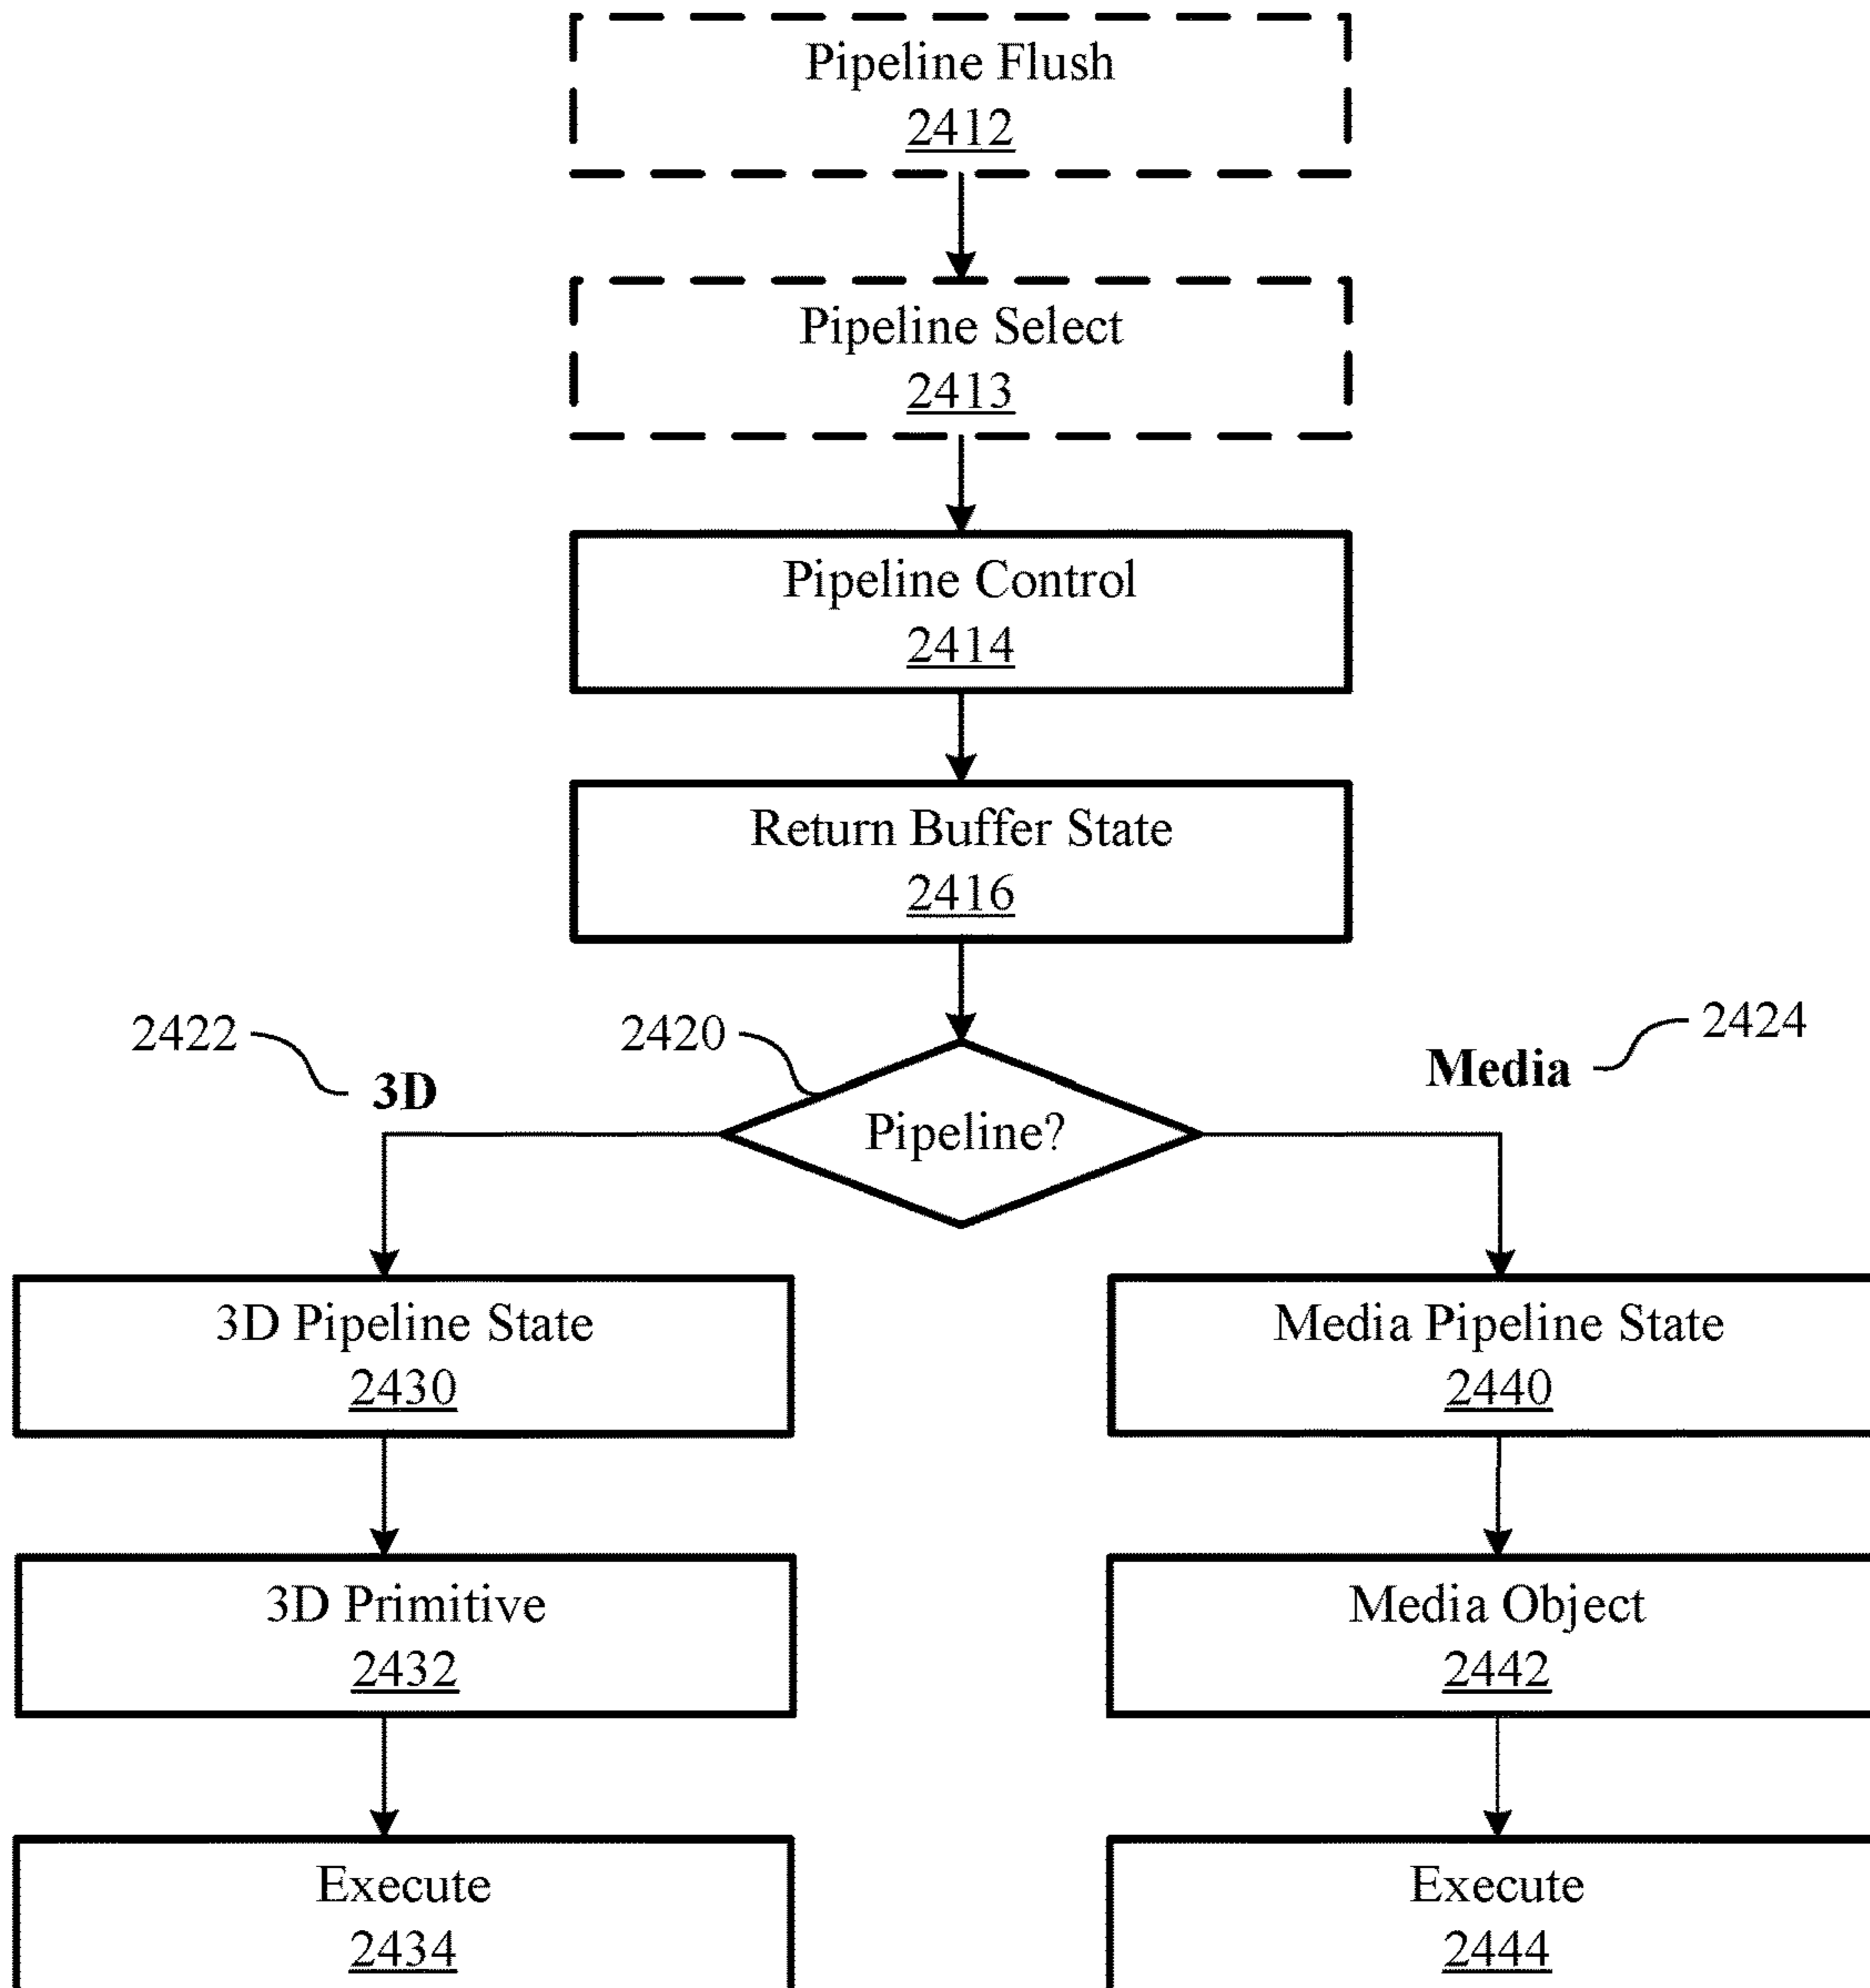 Pipeline Flush
2412
Pipeline Select
2413
Pipeline Control
2414
Return Buffer State
2416
2422
3D
2420
Pipeline?
Media
2424
3D Pipeline State
2430
Media Pipeline State
2440
3D Primitive
2432
Media Object
2442
Execute
2434
Execute
2444